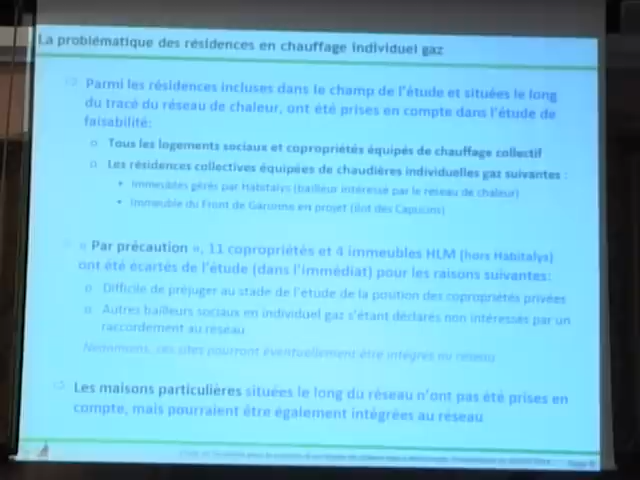 La problématique des résidences en chauffage individuel gaz
Parmi les résidences incluses dans le champ de l'étude et situées le long
du tracé du réseau de chaleur, ont été prises en compte dans l'étude de
faisabilité:
o Tous les logements sociaux et copropriétés équipés de chauffage collectif
o Les résidences collectives équipées de chaudières individuelles gaz suivantes :
• Immeubles gérés par Habitalys (bailleur intéressé par le réseau de chaleur)
• Immeuble du Front de Garonne en projet (îlot des Capucins)
« Par précaution », 11 copropriétés et 4 immeubles HLM (hors Habitalys)
ont été écartés de l'étude (dans l'immédiat) pour les raisons suivantes:
o Difficile de préjuger au stade de l'étude de la position des copropriétés privées
o Autres bailleurs sociaux en individuel gaz s'étant déclarés non intéressés par un
raccordement au réseau
Néanmoins, ces sites pourront éventuellement être intégrés au réseau
Les maisons particulières situées le long du réseau n'ont pas été prises en
compte, mais pourraient être également intégrées au réseau